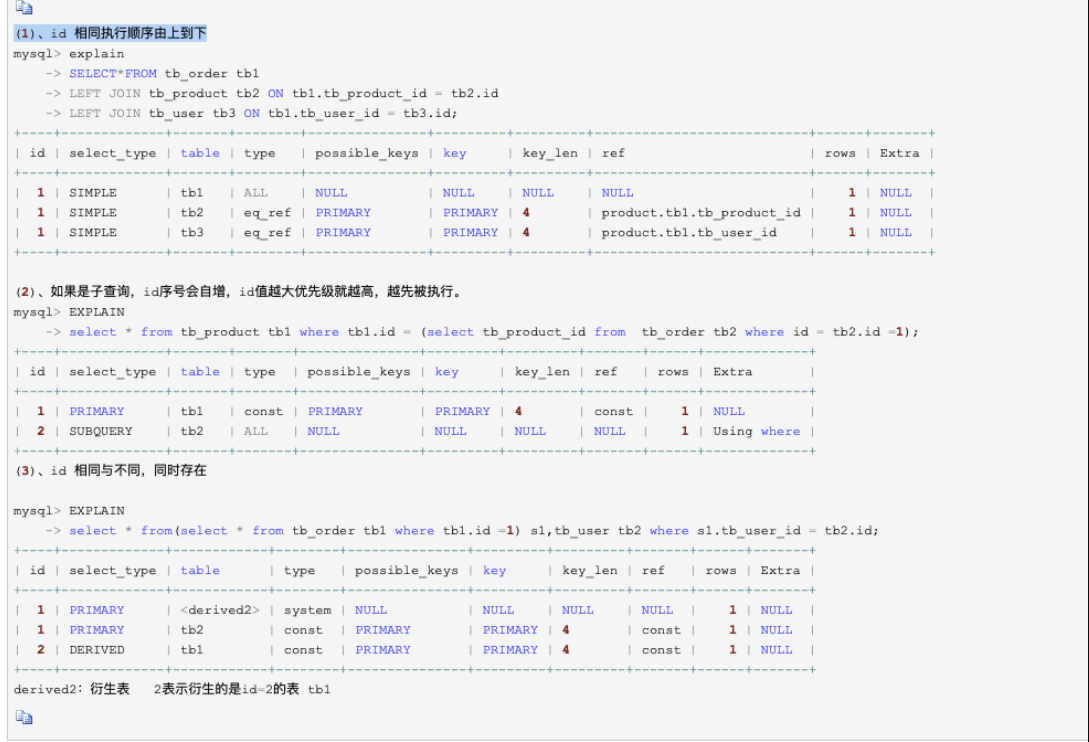 (1)、id 相同执行顺序由上到下
mysql> explain
    -> SELECT*FROM tb_order tb1
    -> LEFT JOIN tb_product tb2 ON tb1.tb_product_id = tb2.id
    -> LEFT JOIN tb_user tb3 ON tb1.tb_user_id = tb3.id;
+----+-------------+-------+--------+---------------+---------+---------+---------------------------+------+-------+
| id | select_type | table | type   | possible_keys | key     | key_len | ref                       | rows | Extra |
+----+-------------+-------+--------+---------------+---------+---------+---------------------------+------+-------+
|  1 | SIMPLE      | tb1   | ALL    | NULL          | NULL    | NULL    | NULL                      |    1 | NULL  |
|  1 | SIMPLE      | tb2   | eq_ref | PRIMARY       | PRIMARY | 4       | product.tb1.tb_product_id |    1 | NULL  |
|  1 | SIMPLE      | tb3   | eq_ref | PRIMARY       | PRIMARY | 4       | product.tb1.tb_user_id    |    1 | NULL  |
+----+-------------+-------+--------+---------------+---------+---------+---------------------------+------+-------+
(2)、如果是子查询，id序号会自增，id值越大优先级就越高，越先被执行。
mysql> EXPLAIN
    -> select * from tb_product tb1 where tb1.id = (select tb_product_id from  tb_order tb2 where id = tb2.id =1);
+----+-------------+-------+-------+---------------+---------+---------+-------+------+-------------+
| id | select_type | table | type  | possible_keys | key     | key_len | ref   | rows | Extra       |
+----+-------------+-------+-------+---------------+---------+---------+-------+------+-------------+
|  1 | PRIMARY     | tb1   | const | PRIMARY       | PRIMARY | 4       | const |    1 | NULL        |
|  2 | SUBQUERY    | tb2   | ALL   | NULL          | NULL    | NULL    | NULL  |    1 | Using where |
+----+-------------+-------+-------+---------------+---------+---------+-------+------+-------------+
(3)、id 相同与不同，同时存在
mysql> EXPLAIN
    -> select * from(select * from tb_order tb1 where tb1.id =1) s1,tb_user tb2 where s1.tb_user_id = tb2.id;
+----+-------------+------------+--------+---------------+---------+---------+-------+------+-------+
| id | select_type | table      | type   | possible_keys | key     | key_len | ref   | rows | Extra |
+----+-------------+------------+--------+---------------+---------+---------+-------+------+-------+
|  1 | PRIMARY     | <derived2> | system | NULL          | NULL    | NULL    | NULL  |    1 | NULL  |
|  1 | PRIMARY     | tb2        | const  | PRIMARY       | PRIMARY | 4       | const |    1 | NULL  |
|  2 | DERIVED     | tb1        | const  | PRIMARY       | PRIMARY | 4       | const |    1 | NULL  |
+----+-------------+------------+--------+---------------+---------+---------+-------+------+-------+
derived2：衍生表   2表示衍生的是id=2的表 tb1